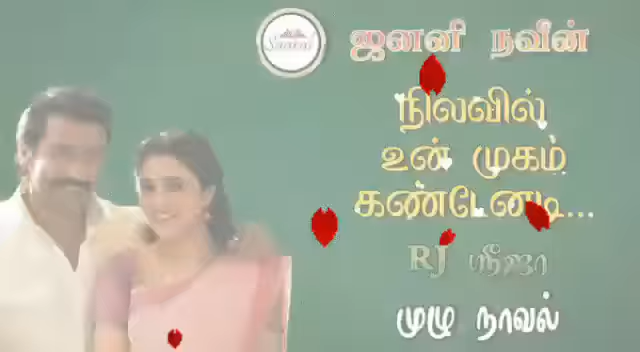 ஜனனி நவீன்
நிலவில்
உன் முகம்
கண்டேனடி...
RJ ஸ்ரீஜா
முழு நாவல்